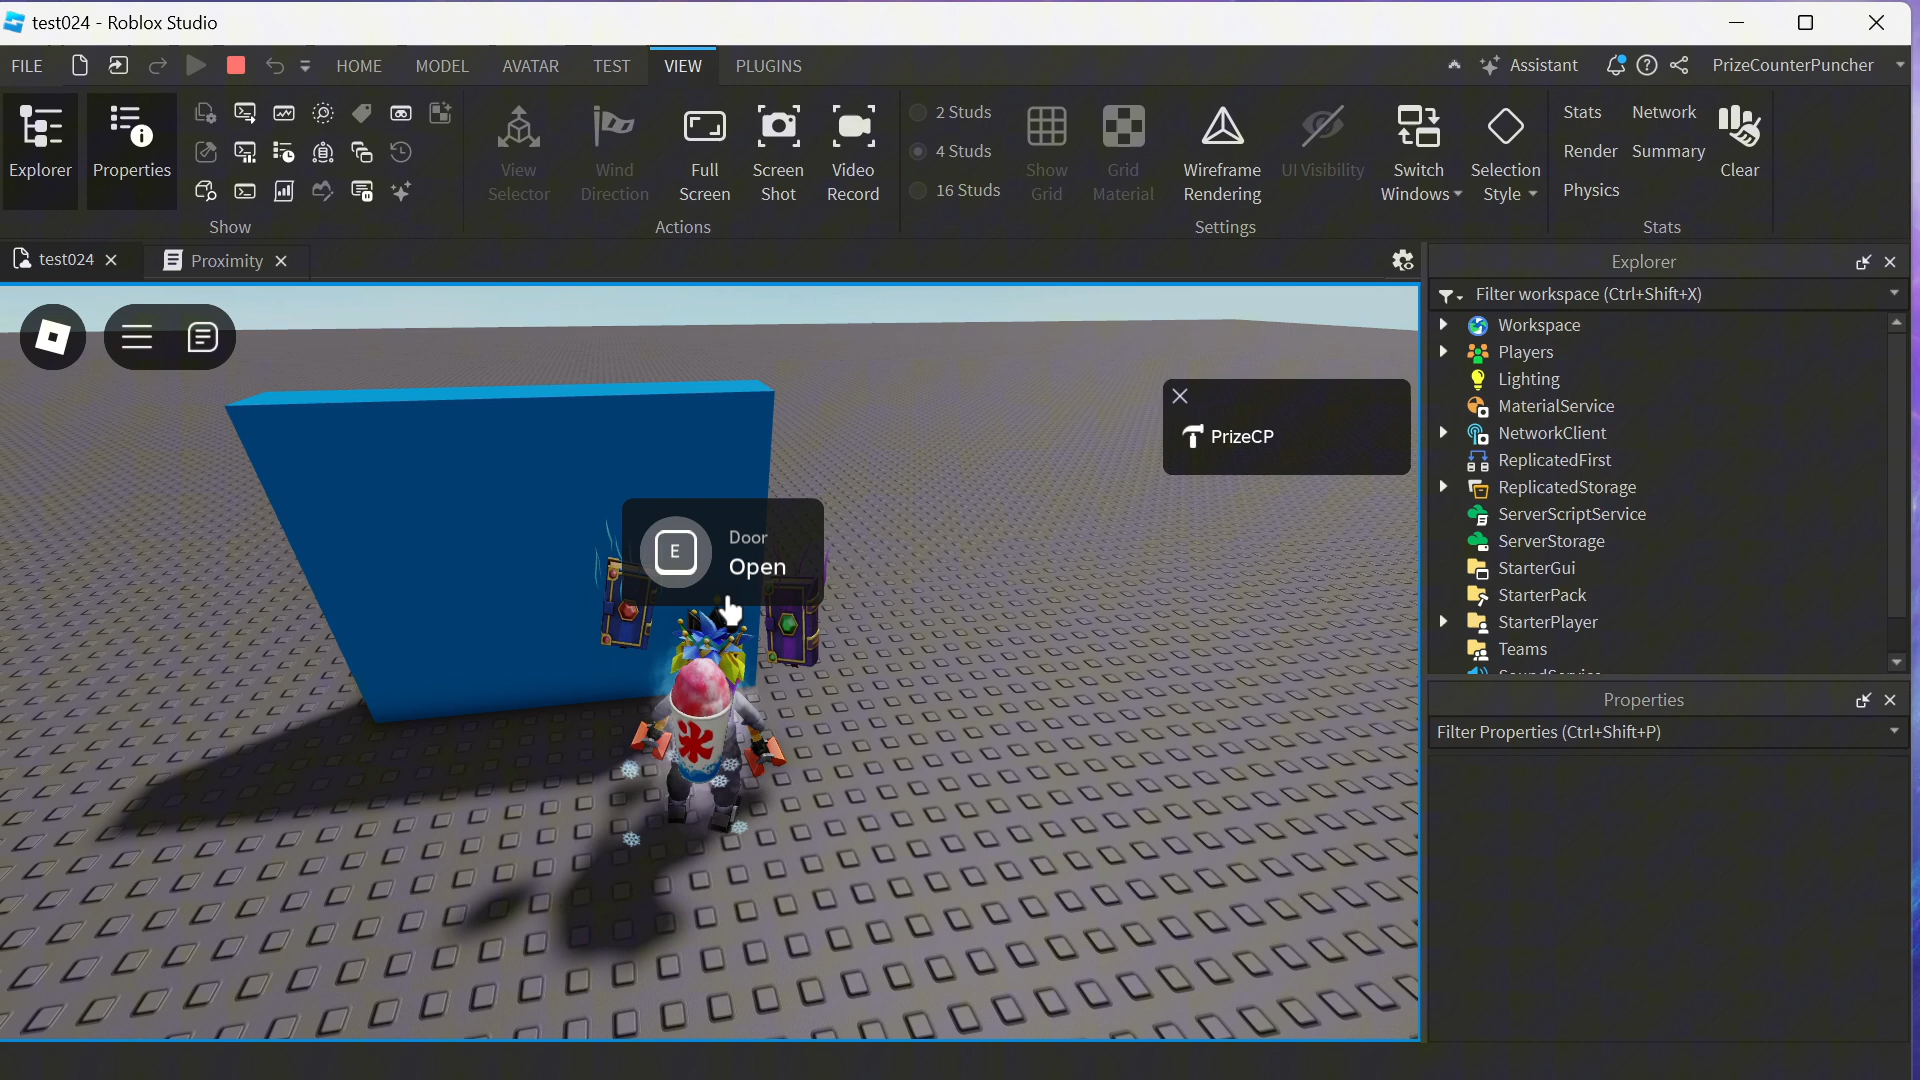 test024 - Roblox Studio
FILE
HOME
MODEL
AVATAR
TEST
VIEW
PLUGINS
Assistant
PrizeCounterPuncher
Explorer
Properties
Show
View
Selector
Wind
Direction
Full
Screen
Screen
Shot
Video
Record
Actions
2 Studs
4 Studs
16 Studs
Show
Grid
Grid
Material
Wireframe
Rendering
UI Visibility
Switch
Windows
Selection
Style
Settings
Stats
Network
Render
Summary
Physics
Clear
Stats
test024
Proximity
PrizeCP
E
Door
Open
氷
Explorer
Filter workspace (Ctrl+Shift+X)
Workspace
Players
Lighting
MaterialService
NetworkClient
ReplicatedFirst
ReplicatedStorage
ServerScriptService
ServerStorage
StarterGui
StarterPack
StarterPlayer
Teams
SoundService
Properties
Filter Properties (Ctrl+Shift+P)